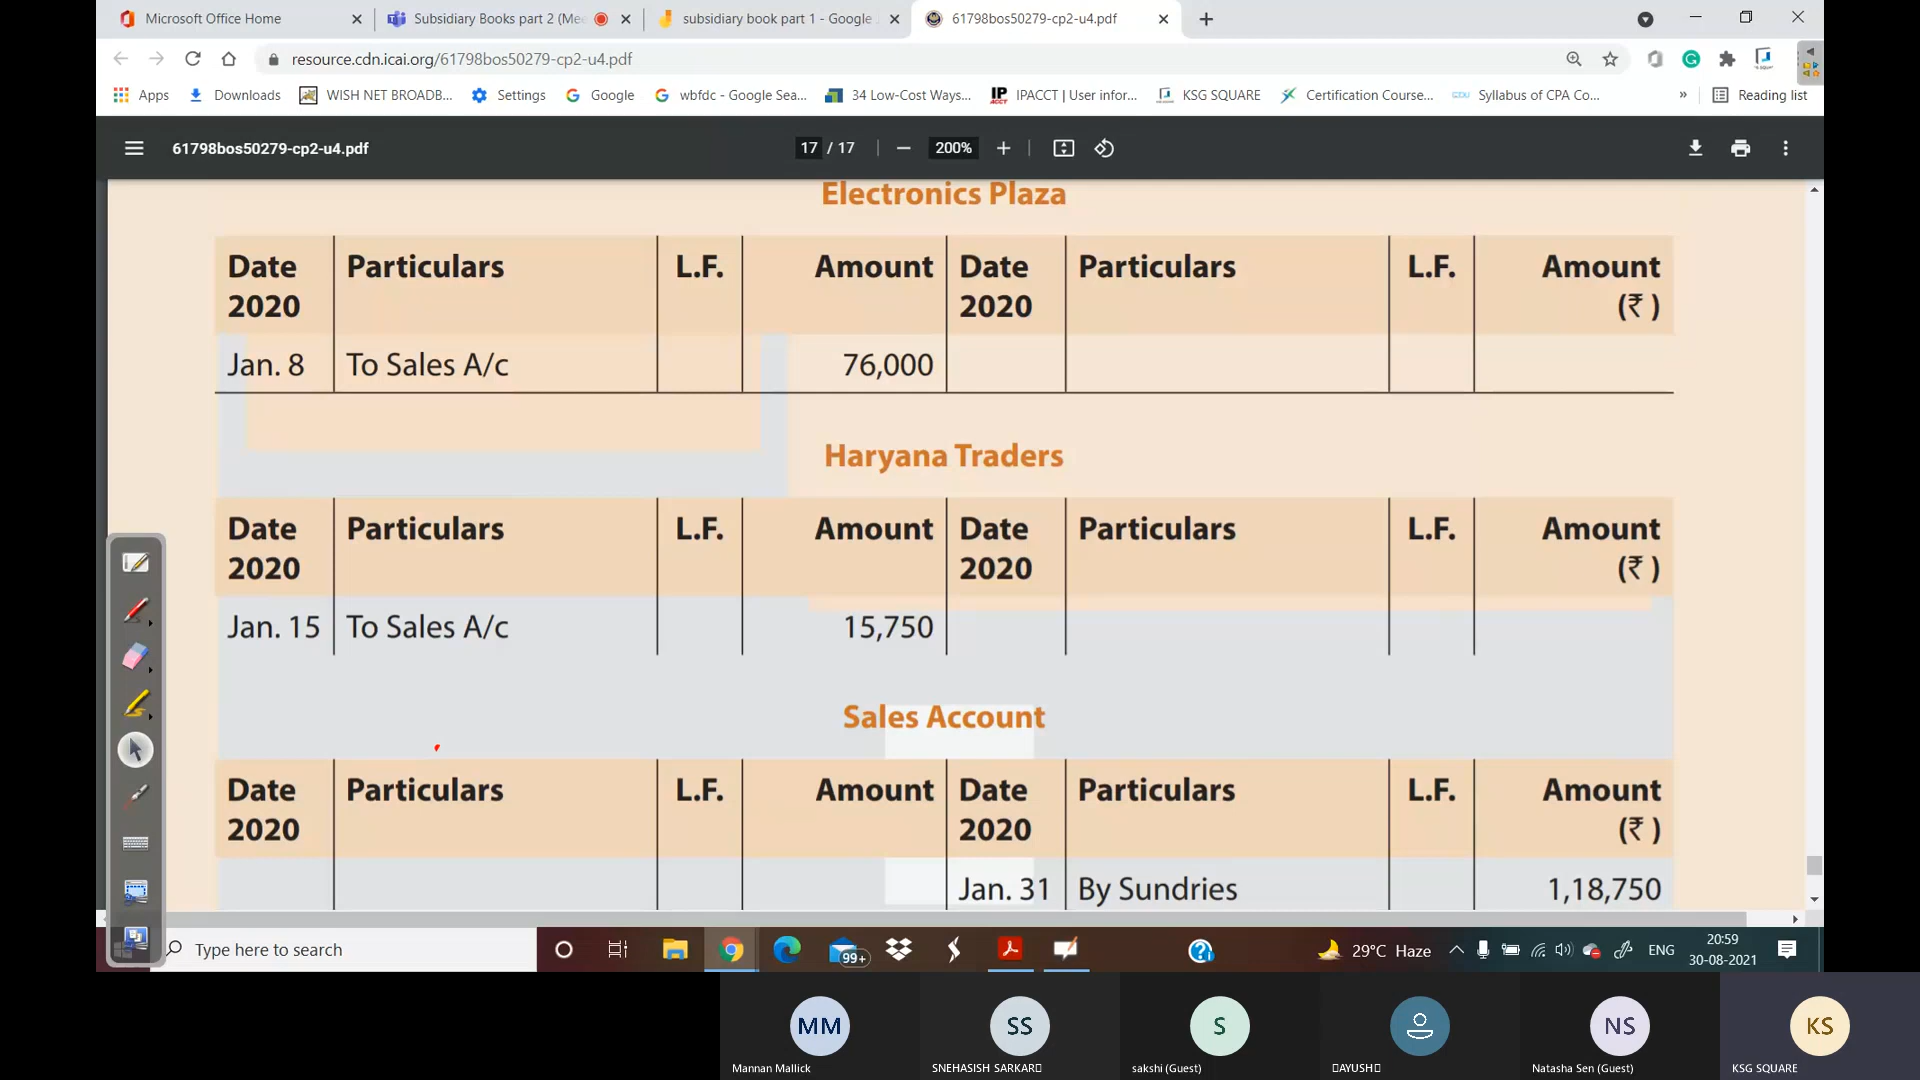 Microsoft Office Home
Subsidiary Books part 2 (Me
subsidiary book part 1 - Google
61798bos50279-cp2-u4.pdf
resource.cdn.icai.org/61798bos50279-cp2-u4.pdf
Apps Downloads WISH NET BROADB... Settings Google wbfdc - Google Sea... 34 Low-Cost Ways... IPACCT | User infor... KSG SQUARE Certification Course... Syllabus of CPA Co... » Reading list
61798bos50279-cp2-u4.pdf 17 / 17 200%
Electronics Plaza
Date Particulars L.F. Amount Date Particulars L.F. Amount
2020 2020 (₹ )
Jan. 8 To Sales A/c 76,000
Haryana Traders
Date Particulars L.F. Amount Date Particulars L.F. Amount
2020 2020 (₹ )
Jan. 15 To Sales A/c 15,750
Sales Account
Date Particulars L.F. Amount Date Particulars L.F. Amount
2020 2020 (₹ )
Jan. 31 By Sundries 1,18,750
Type here to search 99+ 29°C Haze ENG 20:59
30-08-2021
MM SS S NS KS
Mannan Mallick SNEHASISH SARKAR sakshi (Guest) AYUSH Natasha Sen (Guest) KSG SQUARE